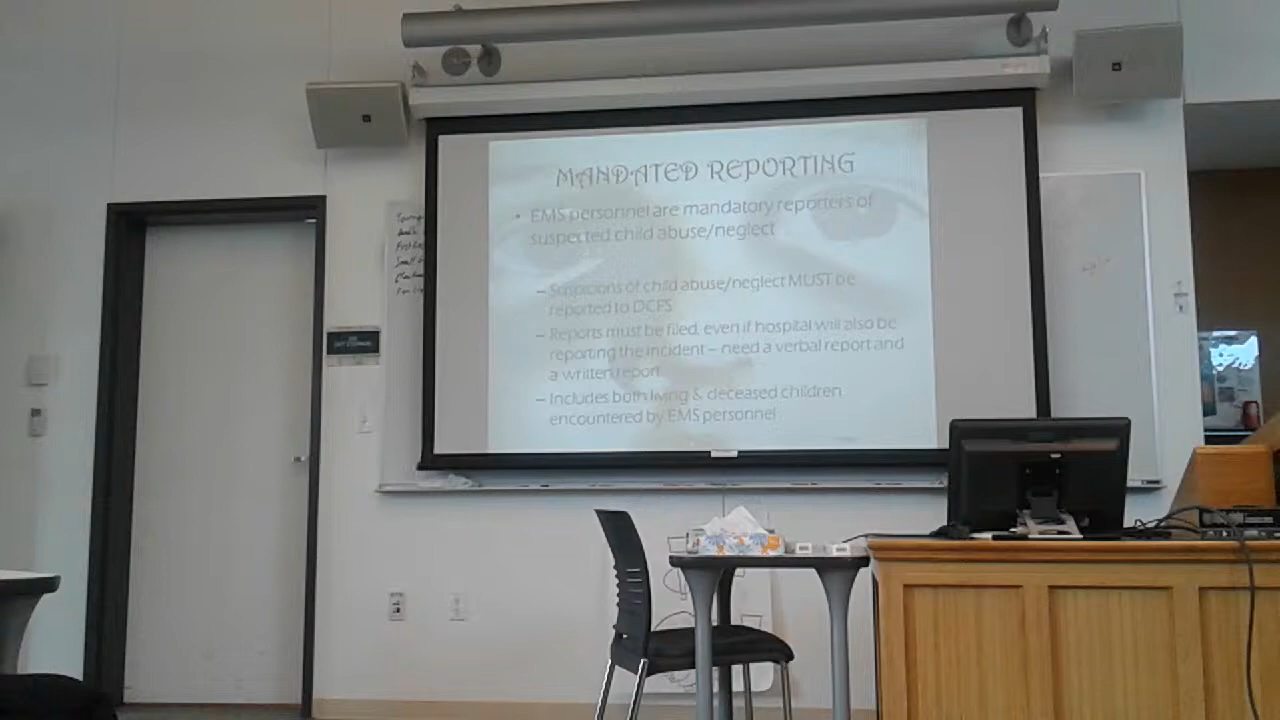 MANDATED REPORTING
• EMS personnel are mandatory reporters of
suspected child abuse/neglect
– Suspicions of child abuse/neglect MUST be
reported to DCFS
– Reports must be filed, even if hospital will also be
reporting the incident – need a verbal report and
a written report
– Includes both living & deceased children
encountered by EMS personnel